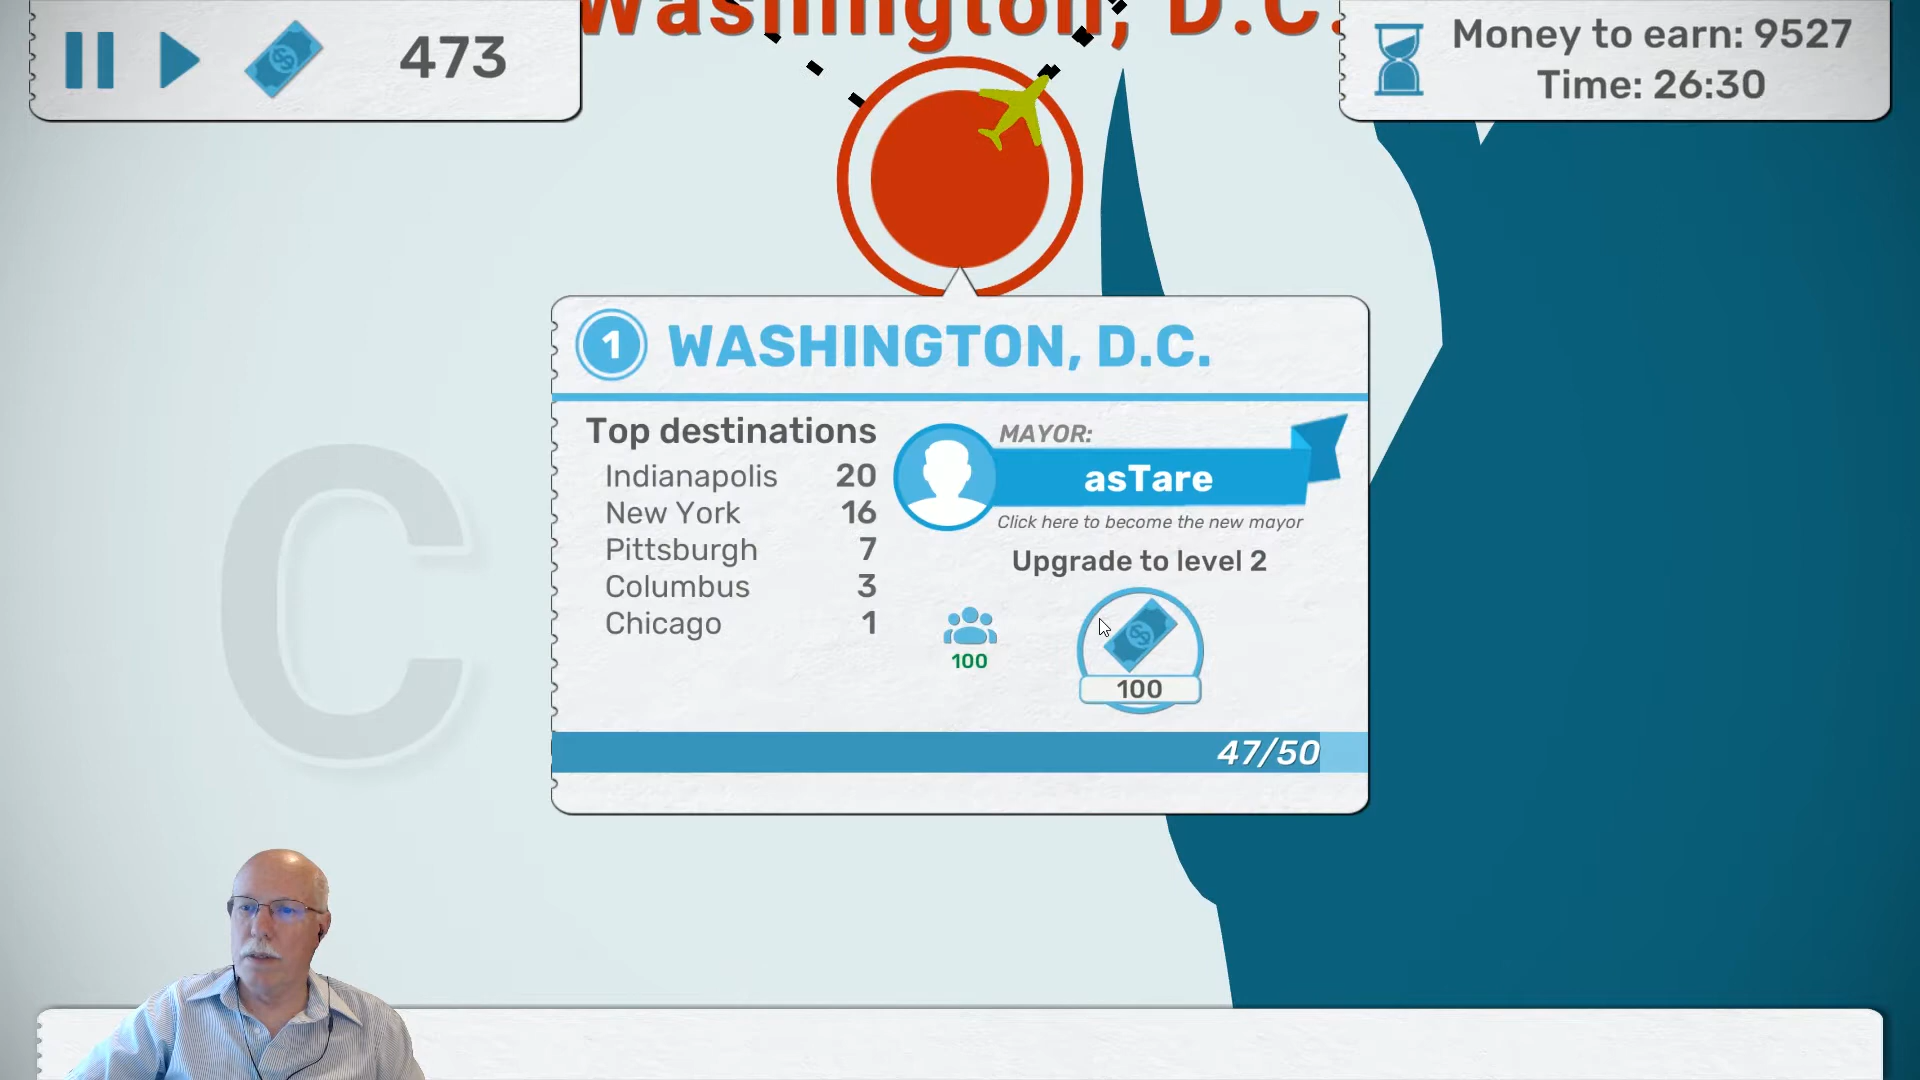 Washington, D.C.
473
Money to earn: 9527
Time: 26:30
1 WASHINGTON, D.C.
Top destinations
Indianapolis 20
New York 16
Pittsburgh 7
Columbus 3
Chicago 1
MAYOR:
asTare
Click here to become the new mayor
Upgrade to level 2
100
100
47/50
C